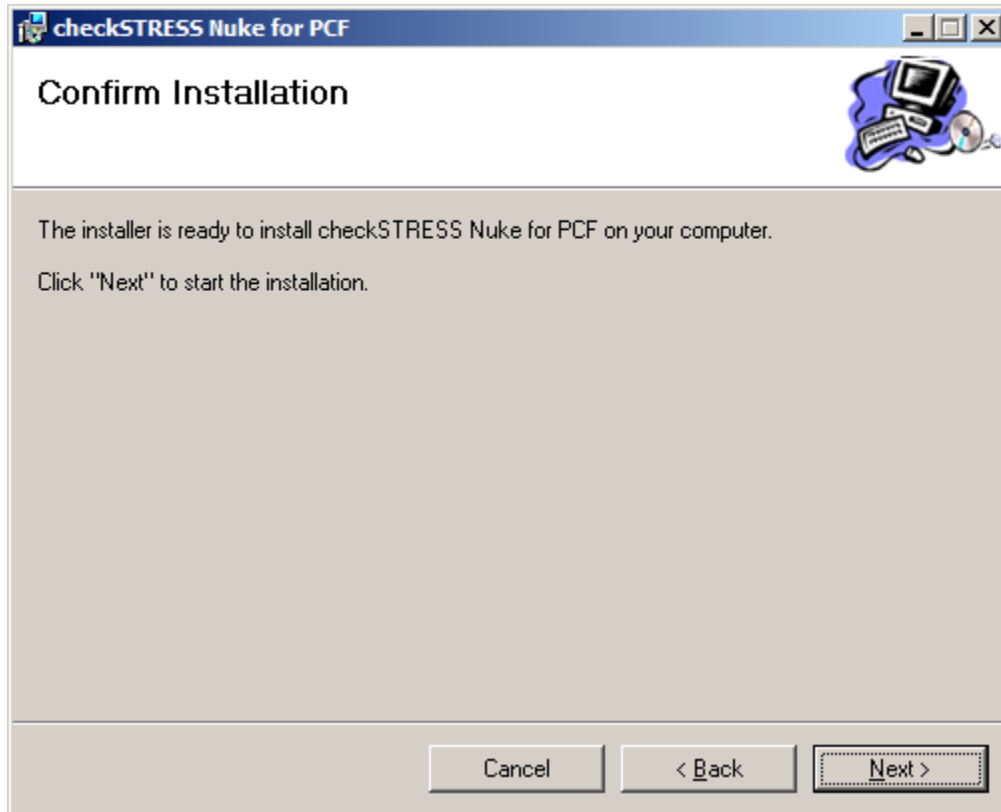 checkSTRESS Nuke for PCF
Confirm Installation
The installer is ready to install checkSTRESS Nuke for PCF on your computer.
Click "Next" to start the installation.
Cancel
< Back
Next >